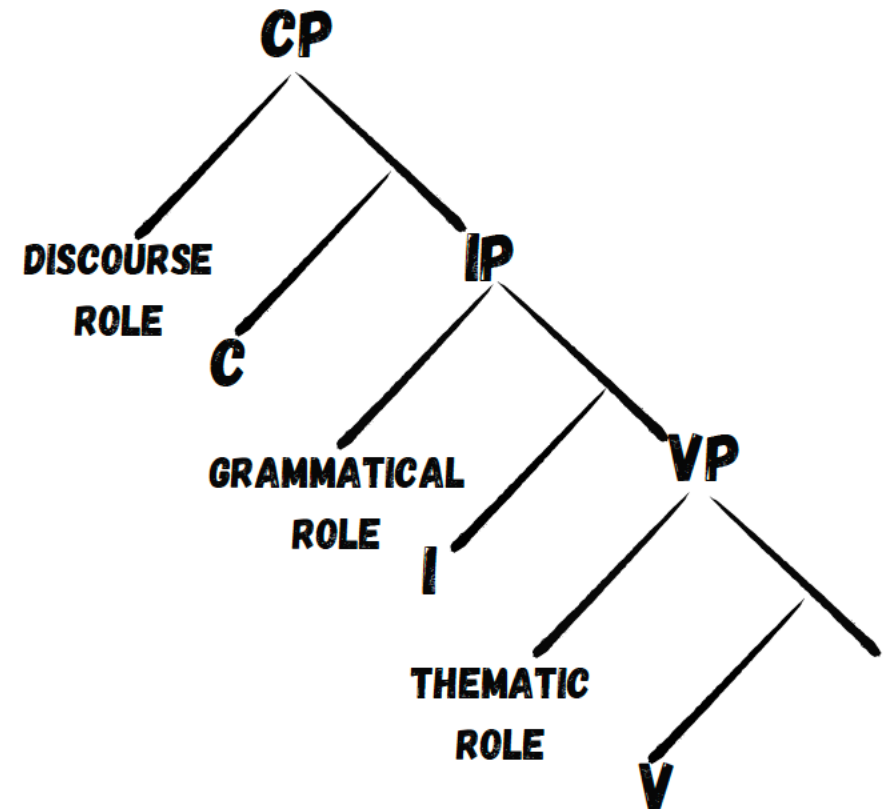 CP
DISCOURSE
ROLE
C
IP
GRAMMATICAL
ROLE
I
VP
THEMATIC
ROLE
V